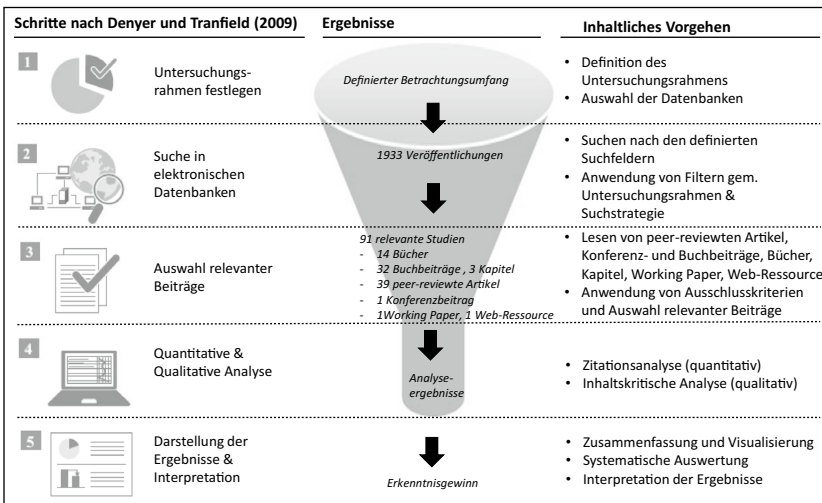 Schritte nach Denyer und Tranfield (2009)
Ergebnisse
Inhaltliches Vorgehen
1
Untersuchungs-
rahmen festlegen
Definierter Betrachtungsumfang
• Definition des
Untersuchungsrahmens
• Auswahl der Datenbanken
2
Suche in
elektronischen
Datenbanken
1933 Veröffentlichungen
• Suchen nach den definierten
Suchfeldern
• Anwendung von Filtern gem.
Untersuchungsrahmen &
Suchstrategie
3
Auswahl relevanter
Beiträge
91 relevante Studien
- 14 Bücher
- 32 Buchbeiträge , 3 Kapitel
- 39 peer-reviewte Artikel
- 1 Konferenzbeitrag
- 1Working Paper, 1 Web-Ressource
• Lesen von peer-reviewten Artikel,
Konferenz- und Buchbeiträge, Bücher,
Kapitel, Working Paper, Web-Ressource
• Anwendung von Ausschlusskriterien
und Auswahl relevanter Beiträge
4
Quantitative &
Qualitative Analyse
Analyse-
ergebnisse
• Zitationsanalyse (quantitativ)
• Inhaltskritische Analyse (qualitativ)
5
Darstellung der
Ergebnisse &
Interpretation
Erkenntnisgewinn
• Zusammenfassung und Visualisierung
• Systematische Auswertung
• Interpretation der Ergebnisse